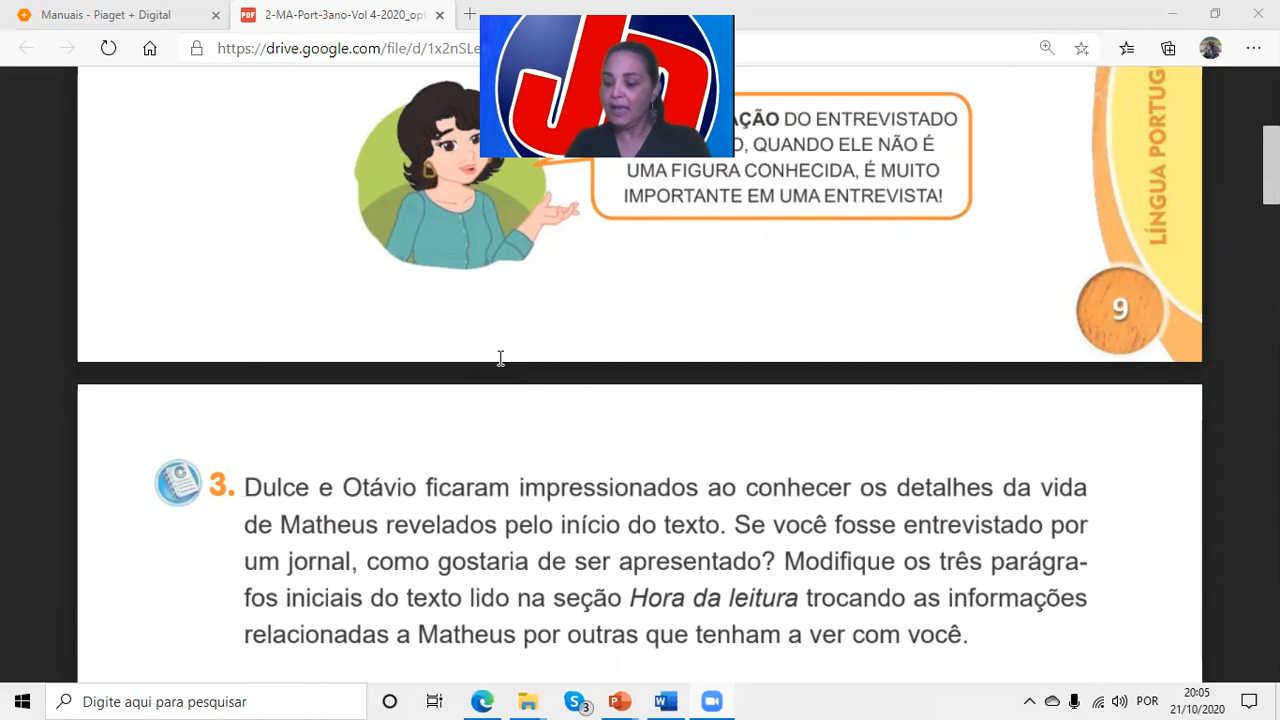 Manuais - Piaget + Digital
PDF
2-MA-Port-3ano-Vol 4-2020_op
https://drive.google.com/file/d/1x2nSLe
JD
AÇÃO DO ENTREVISTADO
O, QUANDO ELE NÃO É
UMA FIGURA CONHECIDA, É MUITO
IMPORTANTE EM UMA ENTREVISTA!
LÍNGUA PORTUG
9
3. Dulce e Otávio ficaram impressionados ao conhecer os detalhes da vida
de Matheus revelados pelo início do texto. Se você fosse entrevistado por
um jornal, como gostaria de ser apresentado? Modifique os três parágra-
fos iniciais do texto lido na seção Hora da leitura trocando as informações
relacionadas a Matheus por outras que tenham a ver com você.
Digite aqui para pesquisar
3
POR
20:05
21/10/2020